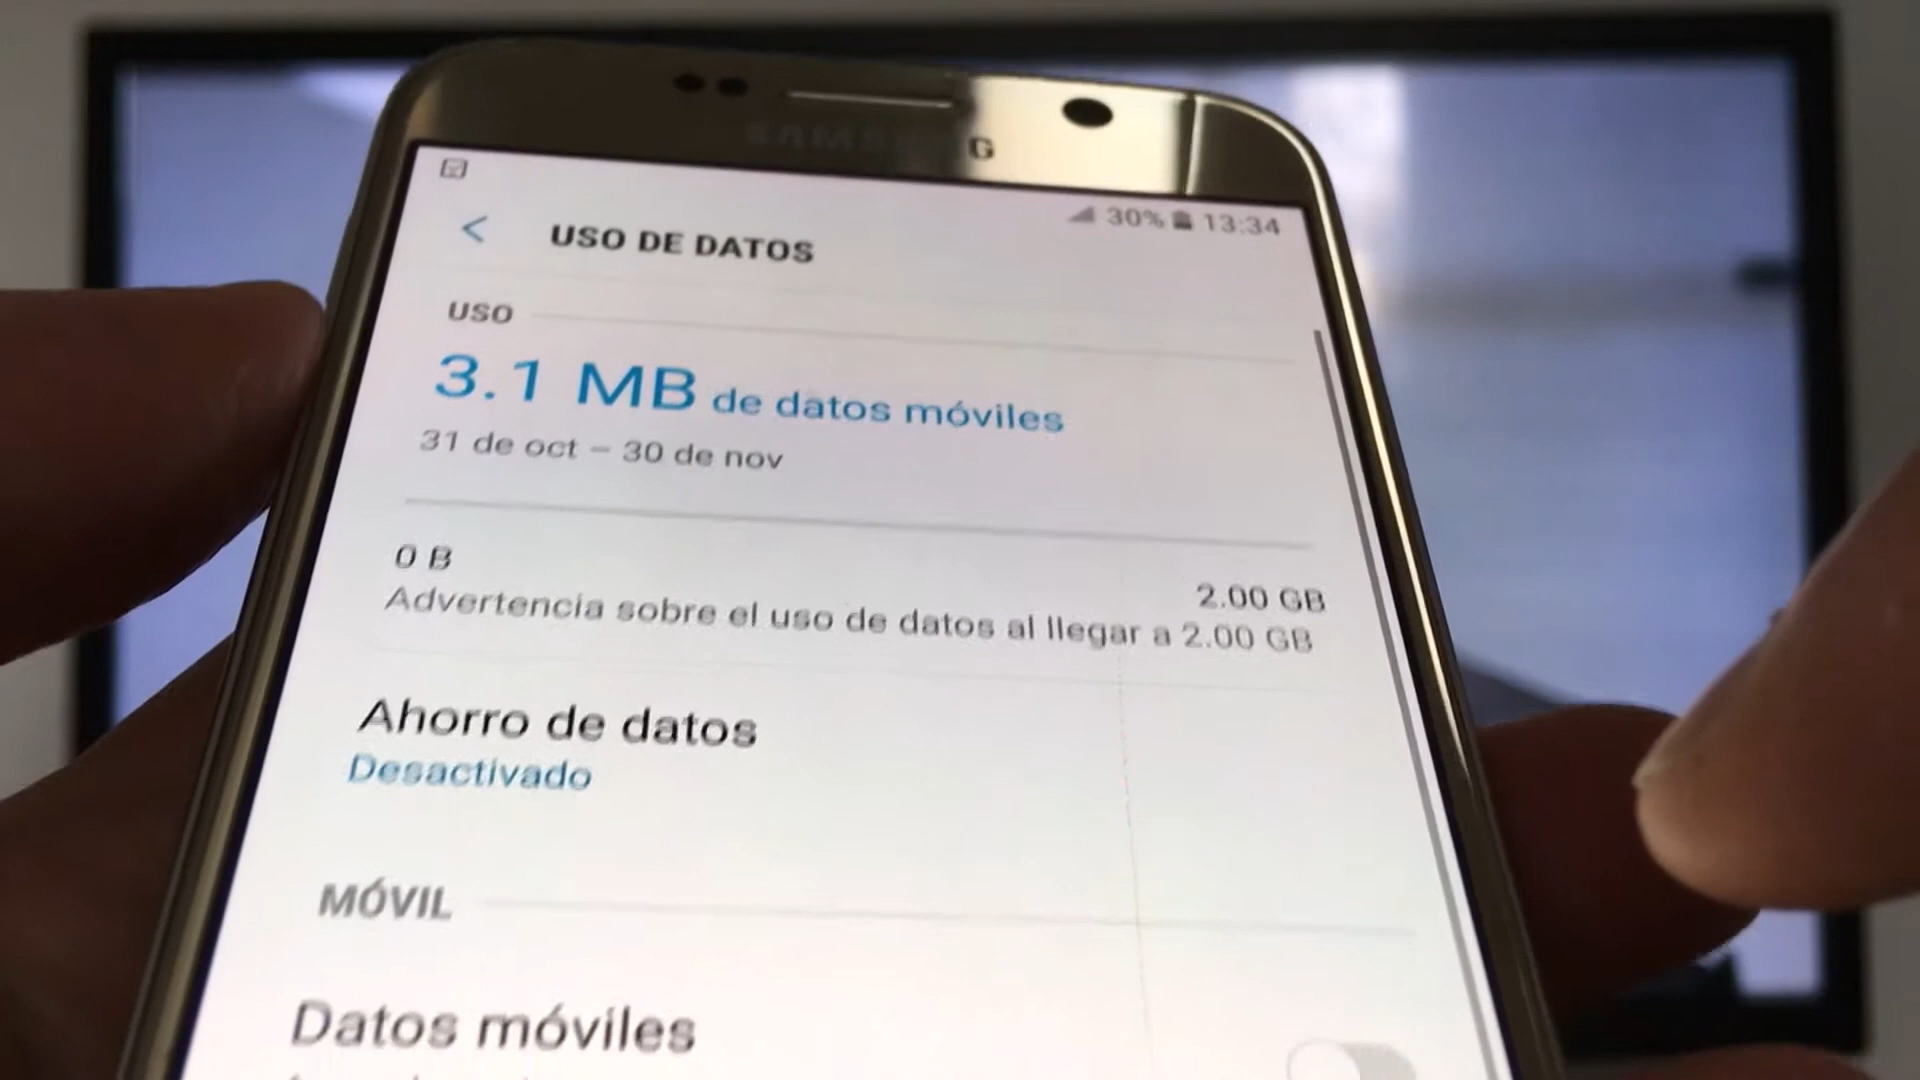 SAMSUNG
30% 13:34
USO DE DATOS
USO
3.1 MB de datos móviles
31 de oct – 30 de nov
0 B
2.00 GB
Advertencia sobre el uso de datos al llegar a 2.00 GB
Ahorro de datos
Desactivado
MÓVIL
Datos móviles